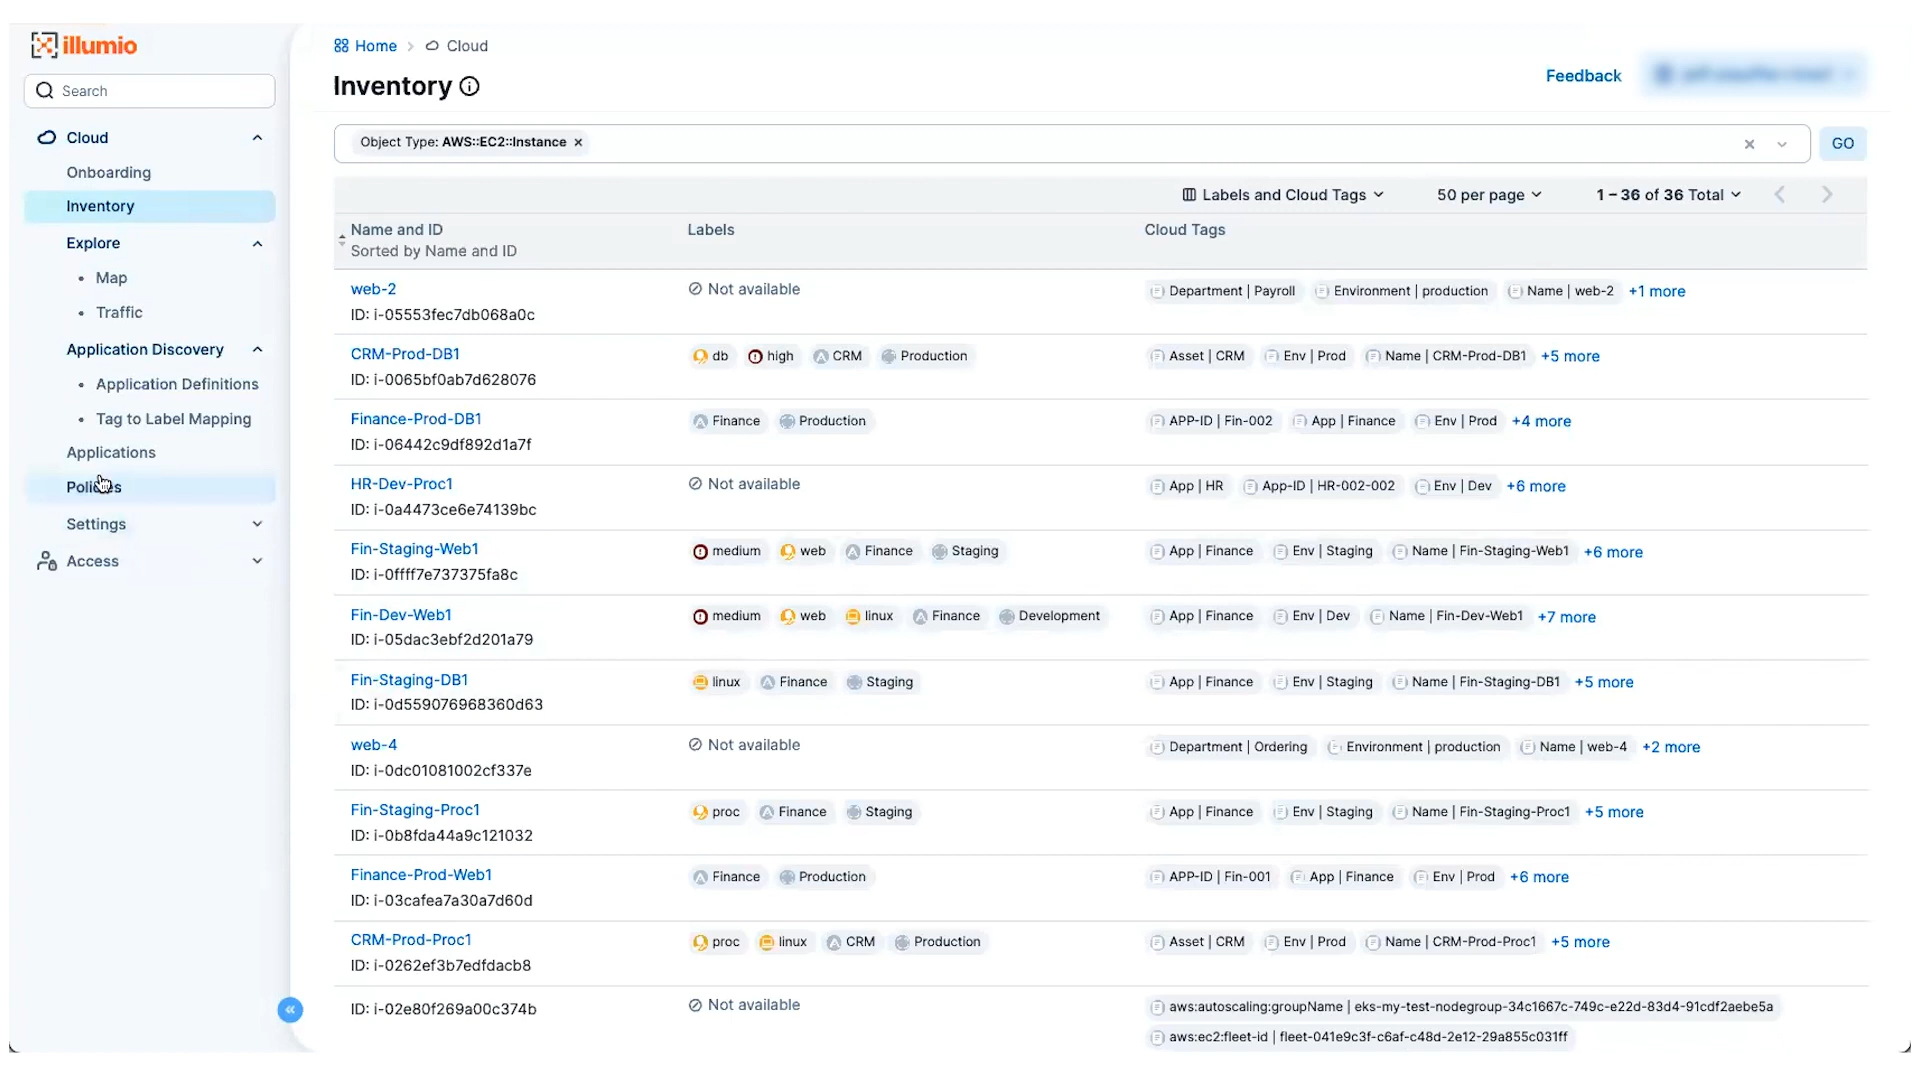 illumio
Search
Cloud
Onboarding
Inventory
Explore
Map
Traffic
Application Discovery
Application Definitions
Tag to Label Mapping
Applications
Policies
Settings
Access
Home > Cloud
Inventory
Feedback
Object Type: AWS::EC2::Instance ×
GO
Labels and Cloud Tags
50 per page
1 – 36 of 36 Total
Name and ID
Sorted by Name and ID
Labels
Cloud Tags
web-2
ID: i-05553fec7db068a0c
Not available
Department | Payroll Environment | production Name | web-2 +1 more
CRM-Prod-DB1
ID: i-0065bf0ab7d628076
db high CRM Production
Asset | CRM Env | Prod Name | CRM-Prod-DB1 +5 more
Finance-Prod-DB1
ID: i-06442c9df892d1a7f
Finance Production
APP-ID | Fin-002 App | Finance Env | Prod +4 more
HR-Dev-Proc1
ID: i-0a4473ce6e74139bc
Not available
App | HR App-ID | HR-002-002 Env | Dev +6 more
Fin-Staging-Web1
ID: i-0ffff7e737375fa8c
medium web Finance Staging
App | Finance Env | Staging Name | Fin-Staging-Web1 +6 more
Fin-Dev-Web1
ID: i-05dac3ebf2d201a79
medium web linux Finance Development
App | Finance Env | Dev Name | Fin-Dev-Web1 +7 more
Fin-Staging-DB1
ID: i-0d559076968360d63
linux Finance Staging
App | Finance Env | Staging Name | Fin-Staging-DB1 +5 more
web-4
ID: i-0dc01081002cf337e
Not available
Department | Ordering Environment | production Name | web-4 +2 more
Fin-Staging-Proc1
ID: i-0b8fda44a9c121032
proc Finance Staging
App | Finance Env | Staging Name | Fin-Staging-Proc1 +5 more
Finance-Prod-Web1
ID: i-03cafea7a30a7d60d
Finance Production
APP-ID | Fin-001 App | Finance Env | Prod +6 more
CRM-Prod-Proc1
ID: i-0262ef3b7edfdacb8
proc linux CRM Production
Asset | CRM Env | Prod Name | CRM-Prod-Proc1 +5 more
ID: i-02e80f269a00c374b
Not available
aws:autoscaling:groupName | eks-my-test-nodegroup-34c1667c-749c-e22d-83d4-91cdf2aebe5a
aws:ec2:fleet-id | fleet-041e9c3f-c6af-c48d-2e12-29a855c031ff